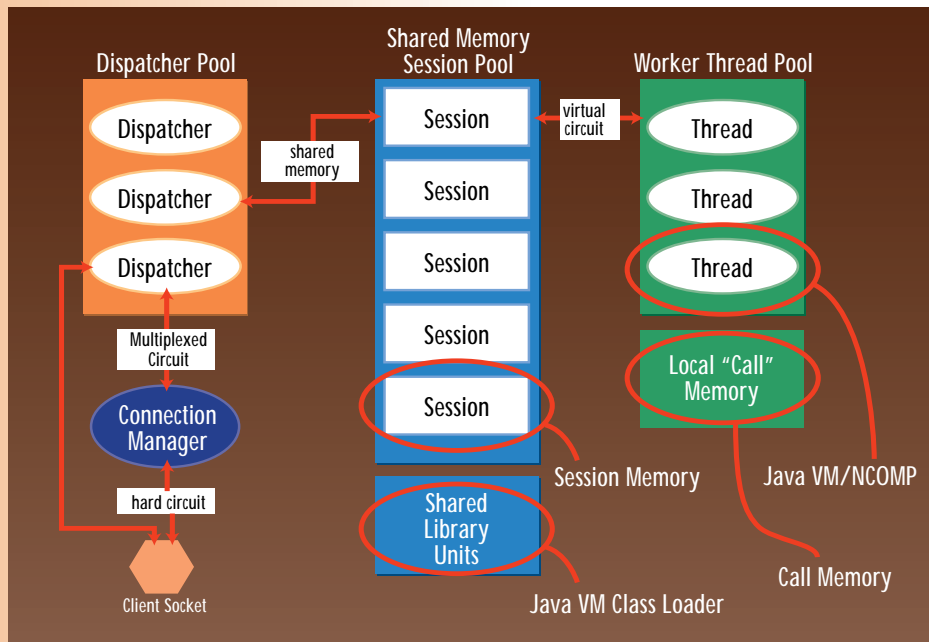 Dispatcher Pool
Dispatcher
Dispatcher
Dispatcher
Multiplexed
Circuit
Connection
Manager
hard circuit
Client Socket
shared
memory
Shared Memory
Session Pool
Session
Session
Session
Session
Session
Session Memory
Shared
Library
Units
Java VM Class Loader
virtual
circuit
Worker Thread Pool
Thread
Thread
Thread
Local “Call”
Memory
Java VM/NCOMP
Call Memory